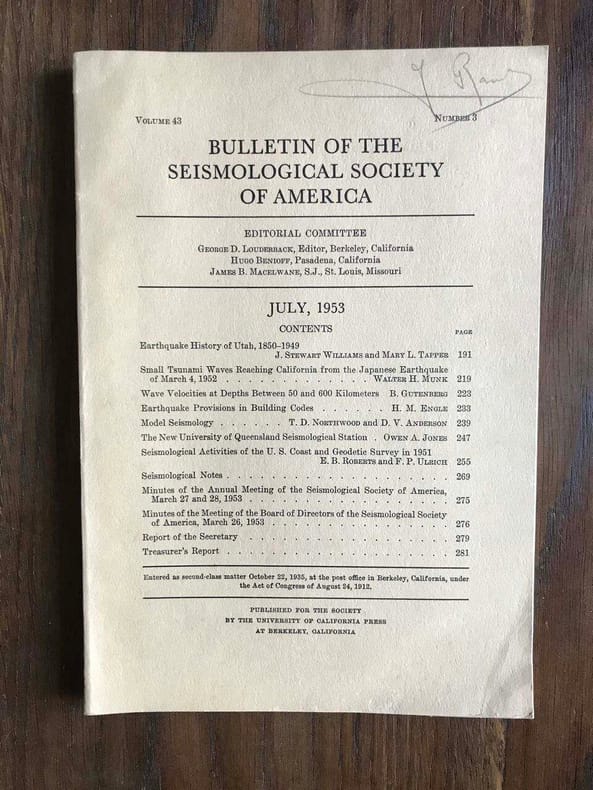 VOLUME 43 NUMBER 3
BULLETIN OF THE
SEISMOLOGICAL SOCIETY
OF AMERICA
EDITORIAL COMMITTEE
GEORGE D. LOUDERBACK, Editor, Berkeley, California
HUGO BENIOFF, Pasadena, California
JAMES B. MACELWANE, S.J., St. Louis, Missouri
JULY, 1953
CONTENTS
PAGE
Earthquake History of Utah, 1850–1949
J. STEWART WILLIAMS and MARY L. TAPPER 191
Small Tsunami Waves Reaching California from the Japanese Earthquake
of March 4, 1952 . . . . . . . . . . . . WALTER H. MUNK 219
Wave Velocities at Depths Between 50 and 600 Kilometers B. GUTENBERG 223
Earthquake Provisions in Building Codes . . . . . . H. M. ENGLE 233
Model Seismology . . . . . . T. D. NORTHWOOD and D. V. ANDERSON 239
The New University of Queensland Seismological Station . OWEN A. JONES 247
Seismological Activities of the U. S. Coast and Geodetic Survey in 1951
E. B. ROBERTS and F. P. ULRICH 255
Seismological Notes . . . . . . . . . . . . . . . . . . 269
Minutes of the Annual Meeting of the Seismological Society of America,
March 27 and 28, 1953 . . . . . . . . . . . . . . . . 275
Minutes of the Meeting of the Board of Directors of the Seismological Society
of America, March 26, 1953 . . . . . . . . . . . . . . 276
Report of the Secretary . . . . . . . . . . . . . . . . . 279
Treasurer's Report . . . . . . . . . . . . . . . . . . 281
Entered as second-class matter October 22, 1935, at the post office in Berkeley, California, under
the Act of Congress of August 24, 1912.
PUBLISHED FOR THE SOCIETY
BY THE UNIVERSITY OF CALIFORNIA PRESS
AT BERKELEY, CALIFORNIA